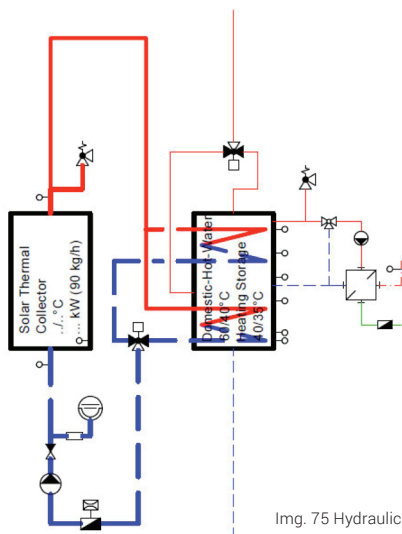 Solar Thermal
Collector
../..°C
... kW (90 kg/h)
Domestic-Hot-Water
60/40°C
Heating Storage
40/35°C
Img. 75 Hydraulic